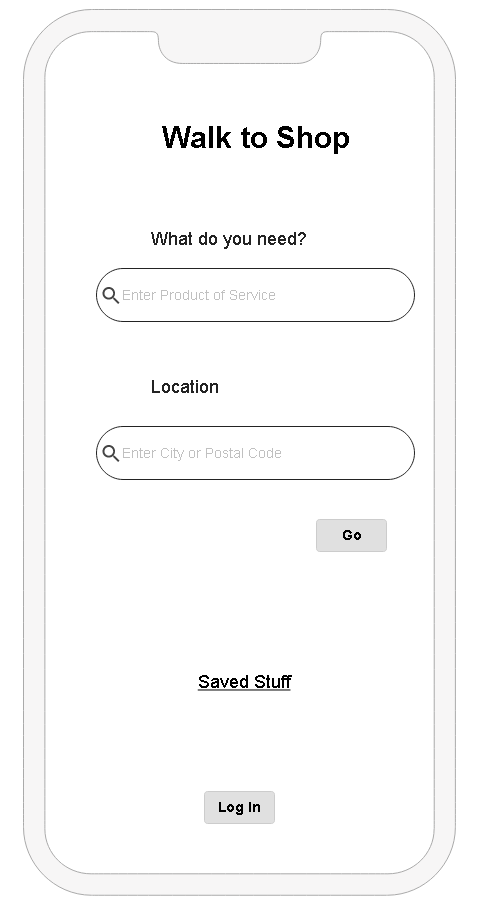 Walk to Shop
What do you need?
Enter Product of Service
Location
Enter City or Postal Code
Go
Saved Stuff
Log In